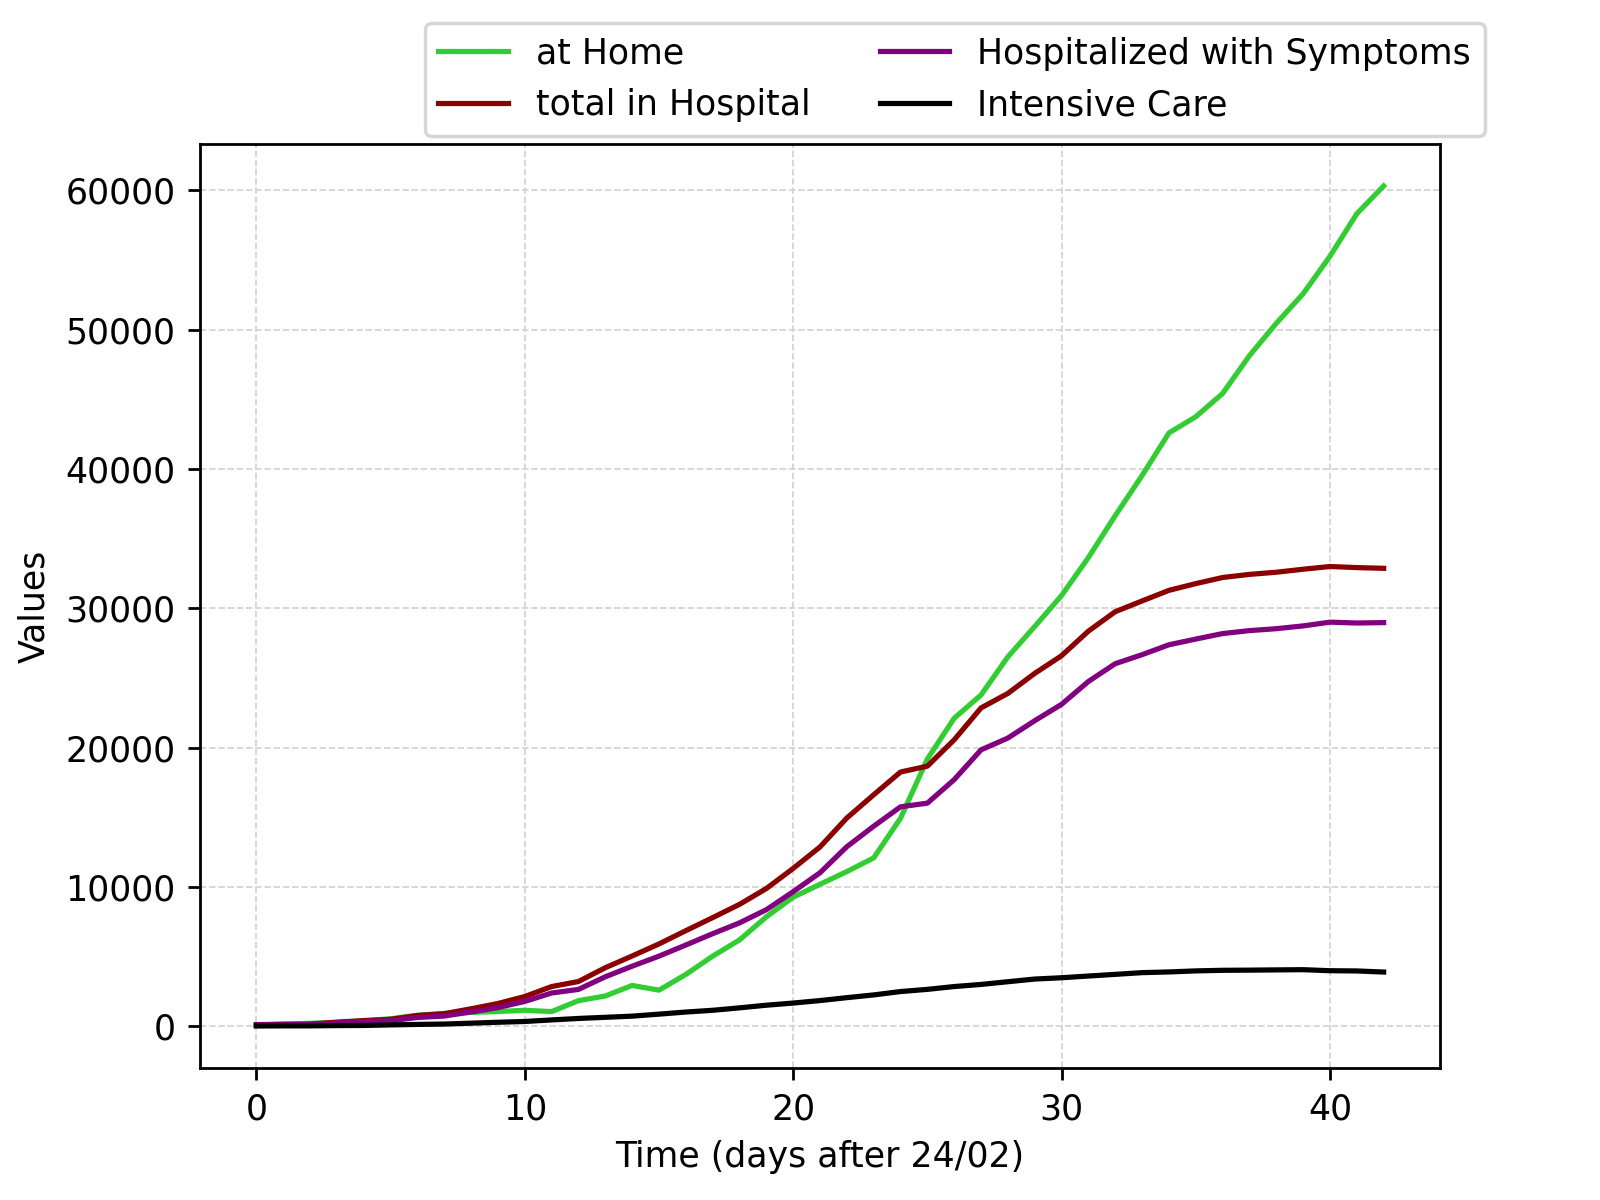 at Home
total in Hospital
Hospitalized with Symptoms
Intensive Care
60000
50000
40000
30000
20000
10000
0
Values
0 10 20 30 40
Time (days after 24/02)